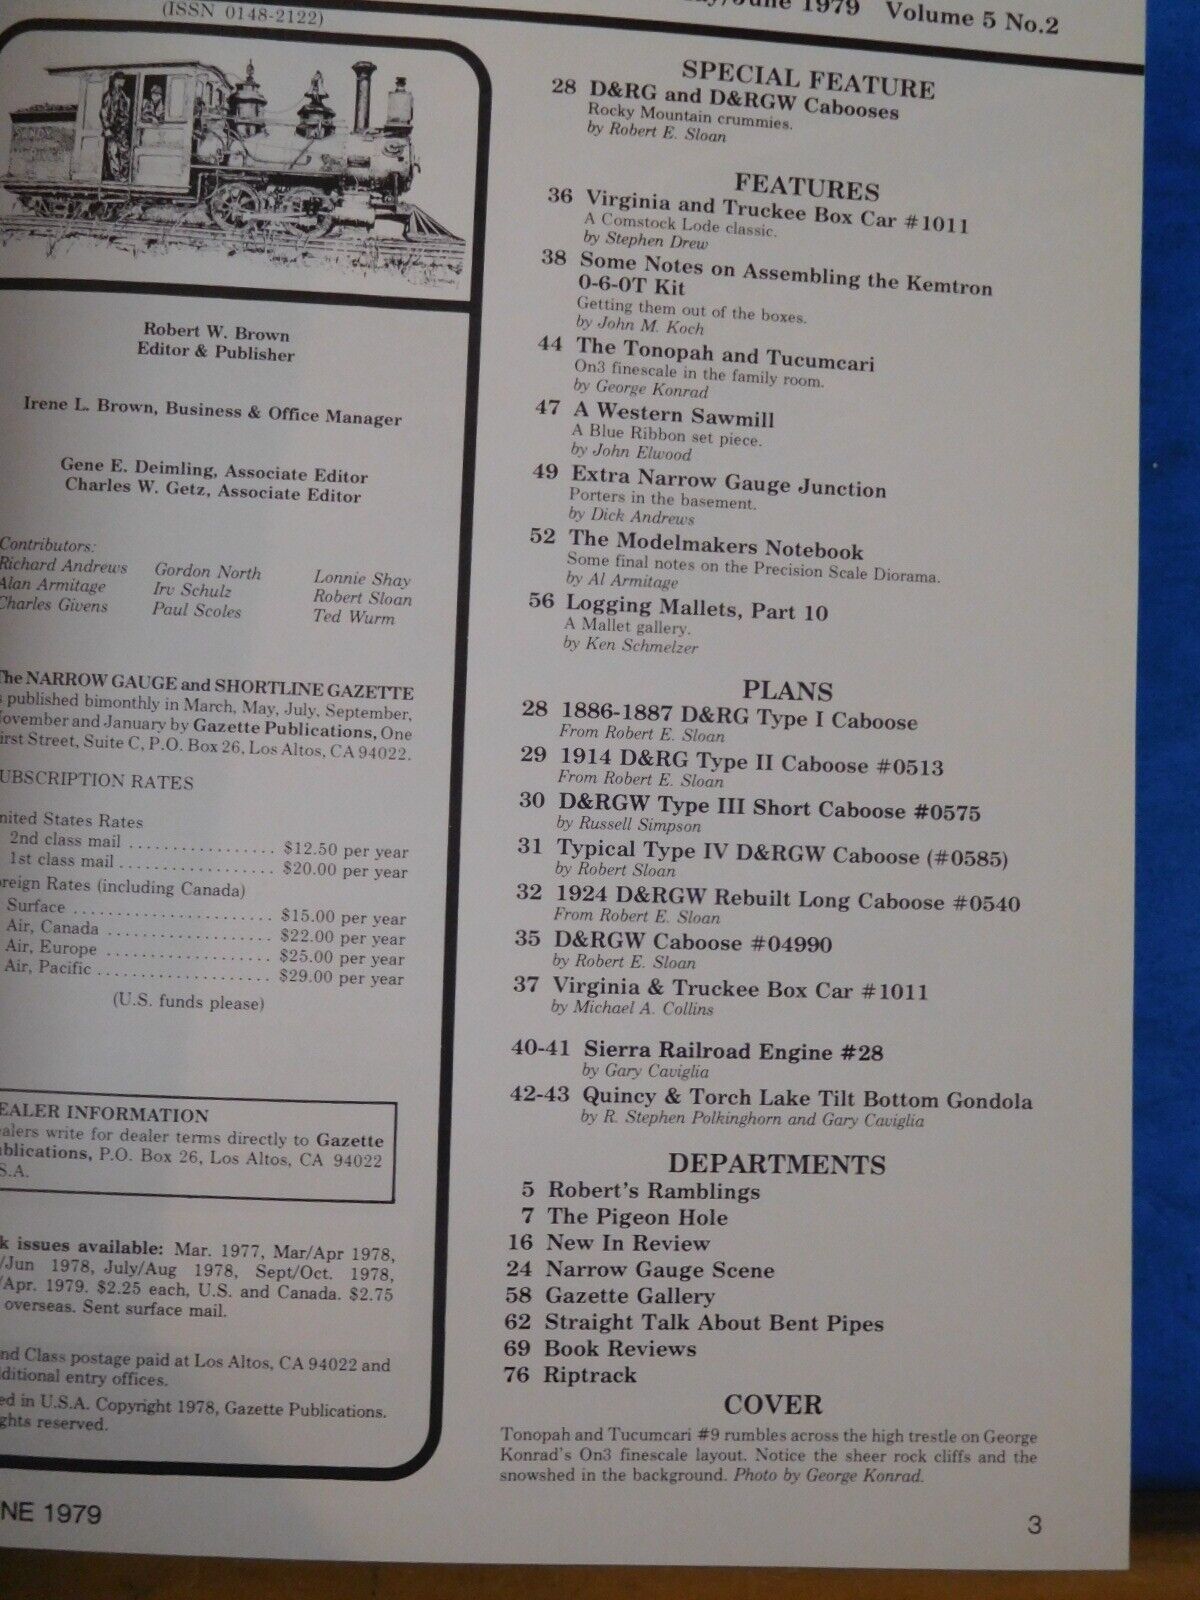 (ISSN 0148-2122)
1979 Volume 5 No.2
Robert W. Brown
Editor & Publisher
Irene L. Brown, Business & Office Manager
Gene E. Deimling, Associate Editor
Charles W. Getz, Associate Editor
Contributors:
Richard Andrews Gordon North Lonnie Shay
Alan Armitage Irv Schulz Robert Sloan
Charles Givens Paul Scoles Ted Wurm
The NARROW GAUGE and SHORTLINE GAZETTE
published bimonthly in March, May, July, September,
November and January by Gazette Publications, One
First Street, Suite C, P.O. Box 26, Los Altos, CA 94022.
UBSCRIPTION RATES
nited States Rates
2nd class mail ................ $12.50 per year
1st class mail ................. $20.00 per year
reign Rates (including Canada)
Surface ...................... $15.00 per year
Air, Canada .................. $22.00 per year
Air, Europe .................. $25.00 per year
Air, Pacific ................... $29.00 per year
(U.S. funds please)
EALER INFORMATION
alers write for dealer terms directly to Gazette
blications, P.O. Box 26, Los Altos, CA 94022
S.A.
k issues available: Mar. 1977, Mar/Apr 1978,
/Jun 1978, July/Aug 1978, Sept/Oct. 1978,
/Apr. 1979. $2.25 each, U.S. and Canada. $2.75
overseas. Sent surface mail.
nd Class postage paid at Los Altos, CA 94022 and
ditional entry offices.
ed in U.S.A. Copyright 1978, Gazette Publications.
ghts reserved.
NE 1979
SPECIAL FEATURE
28 D&RG and D&RGW Cabooses
Rocky Mountain crummies.
by Robert E. Sloan
FEATURES
36 Virginia and Truckee Box Car #1011
A Comstock Lode classic.
by Stephen Drew
38 Some Notes on Assembling the Kemtron
0-6-0T Kit
Getting them out of the boxes.
by John M. Koch
44 The Tonopah and Tucumcari
On3 finescale in the family room.
by George Konrad
47 A Western Sawmill
A Blue Ribbon set piece.
by John Elwood
49 Extra Narrow Gauge Junction
Porters in the basement.
by Dick Andrews
52 The Modelmakers Notebook
Some final notes on the Precision Scale Diorama.
by Al Armitage
56 Logging Mallets, Part 10
A Mallet gallery.
by Ken Schmelzer
PLANS
28 1886-1887 D&RG Type I Caboose
From Robert E. Sloan
29 1914 D&RG Type II Caboose #0513
From Robert E. Sloan
30 D&RGW Type III Short Caboose #0575
by Russell Simpson
31 Typical Type IV D&RGW Caboose (#0585)
by Robert Sloan
32 1924 D&RGW Rebuilt Long Caboose #0540
From Robert E. Sloan
35 D&RGW Caboose #04990
by Robert E. Sloan
37 Virginia & Truckee Box Car #1011
by Michael A. Collins
40-41 Sierra Railroad Engine #28
by Gary Caviglia
42-43 Quincy & Torch Lake Tilt Bottom Gondola
by R. Stephen Polkinghorn and Gary Caviglia
DEPARTMENTS
5 Robert's Ramblings
7 The Pigeon Hole
16 New In Review
24 Narrow Gauge Scene
58 Gazette Gallery
62 Straight Talk About Bent Pipes
69 Book Reviews
76 Riptrack
COVER
Tonopah and Tucumcari #9 rumbles across the high trestle on George
Konrad's On3 finescale layout. Notice the sheer rock cliffs and the
snowshed in the background. Photo by George Konrad.
3